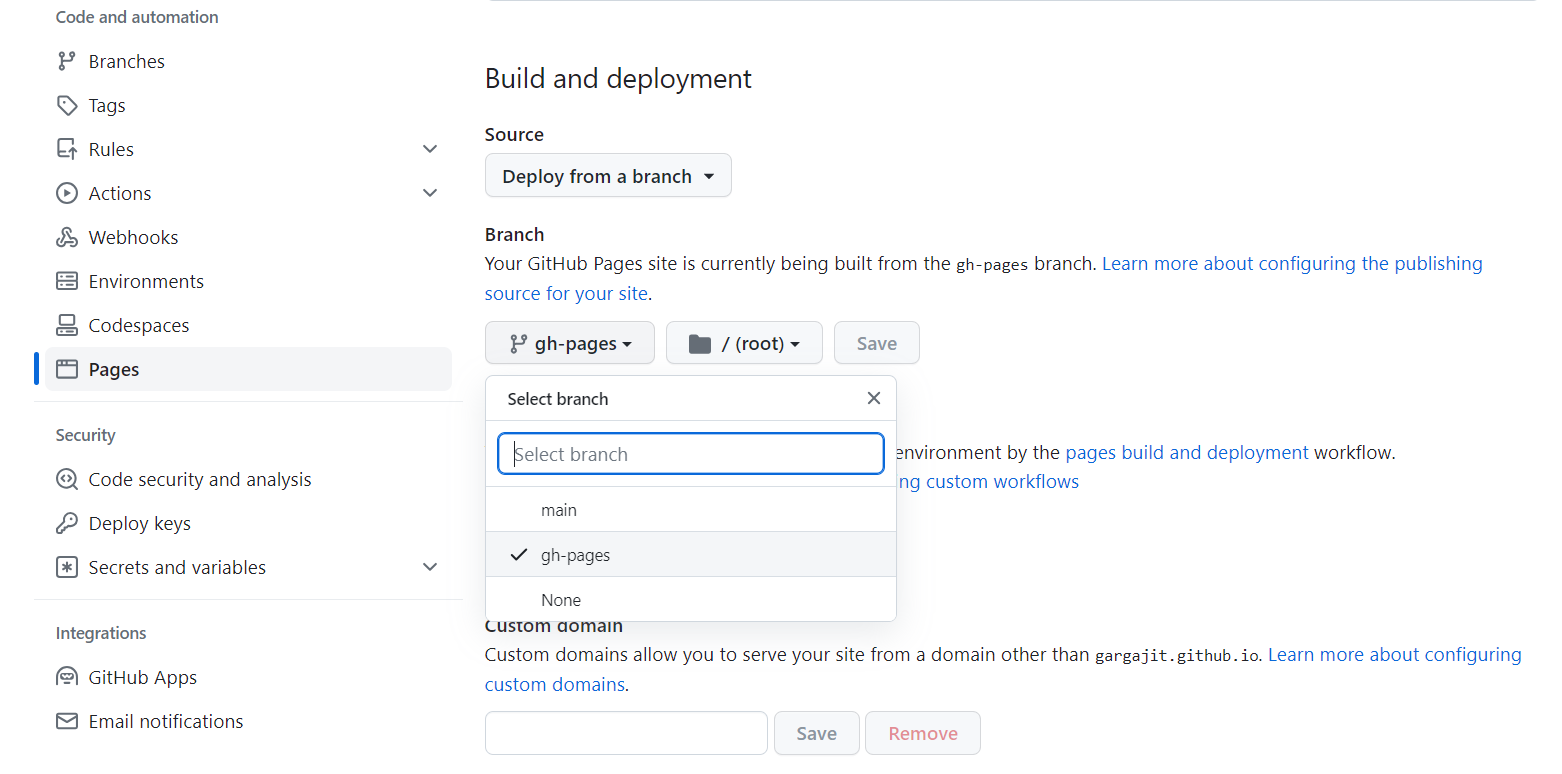 Code and automation
Branches
Tags
Rules
Actions
Webhooks
Environments
Codespaces
Pages
Security
Code security and analysis
Deploy keys
Secrets and variables
Integrations
GitHub Apps
Email notifications
Build and deployment
Source
Deploy from a branch
Branch
Your GitHub Pages site is currently being built from the gh-pages branch. Learn more about configuring the publishing
source for your site.
gh-pages / (root) Save
Select branch
Select branch
environment by the pages build and deployment workflow.
ng custom workflows
main
gh-pages
None
Custom domain
Custom domains allow you to serve your site from a domain other than gargajit.github.io. Learn more about configuring
custom domains.
Save Remove